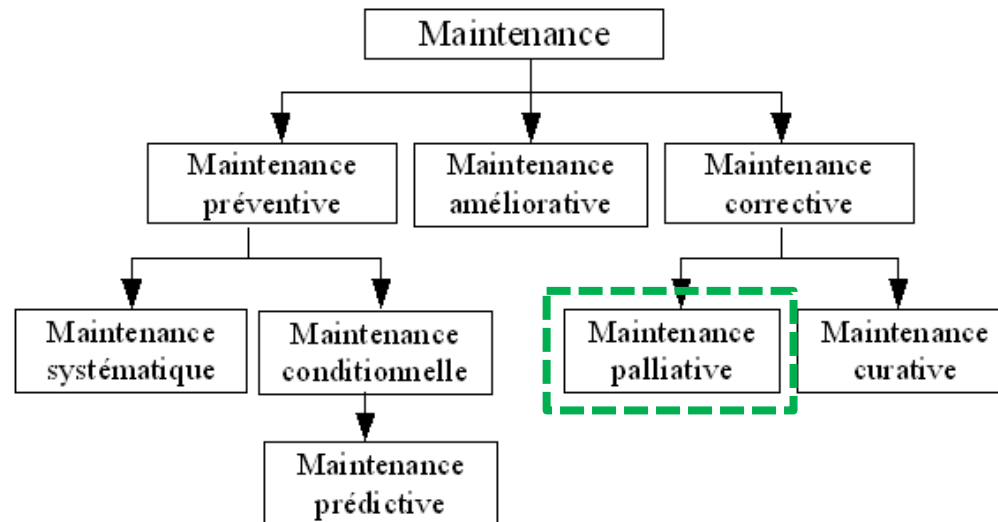 Maintenance
Maintenance
préventive
Maintenance
améliorative
Maintenance
corrective
Maintenance
systématique
Maintenance
conditionnelle
Maintenance
palliative
Maintenance
curative
Maintenance
prédictive